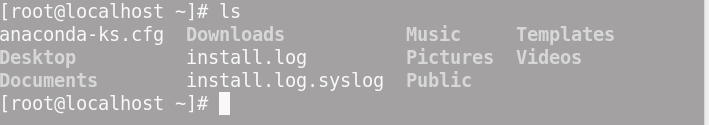 [root@localhost ~]# ls
anaconda-ks.cfg  Downloads           Music     Templates
Desktop          install.log         Pictures  Videos
Documents        install.log.syslog  Public
[root@localhost ~]#